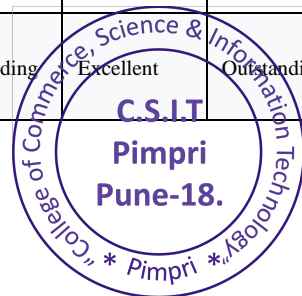 ding Excellent Outstandi
"College of Commerce, Science & Information Technology"
C.S.I.T
Pimpri
Pune-18.
* Pimpri *